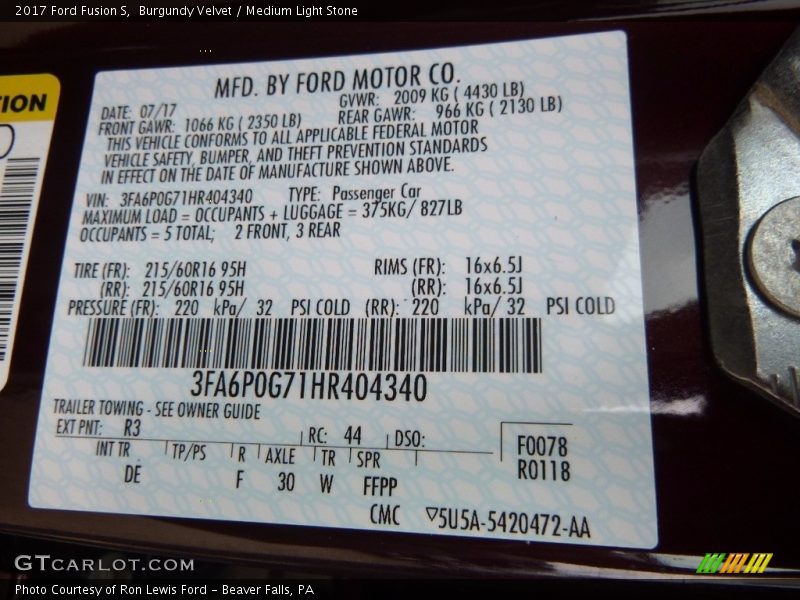 2017 Ford Fusion S,  Burgundy Velvet / Medium Light Stone
TION
MFD. BY FORD MOTOR CO.
DATE: 07/17 GVWR: 2009 KG ( 4430 LB)
FRONT GAWR: 1066 KG ( 2350 LB) REAR GAWR: 966 KG ( 2130 LB)
THIS VEHICLE CONFORMS TO ALL APPLICABLE FEDERAL MOTOR
VEHICLE SAFETY, BUMPER, AND THEFT PREVENTION STANDARDS
IN EFFECT ON THE DATE OF MANUFACTURE SHOWN ABOVE.
VIN: 3FA6P0G71HR404340 TYPE: Passenger Car
MAXIMUM LOAD = OCCUPANTS + LUGGAGE = 375KG/ 827LB
OCCUPANTS = 5 TOTAL; 2 FRONT, 3 REAR
TIRE (FR): 215/60R16 95H RIMS (FR): 16x6.5J
(RR): 215/60R16 95H (RR): 16x6.5J
PRESSURE (FR): 220 kPa/ 32 PSI COLD (RR): 220 kPa/ 32 PSI COLD
3FA6P0G71HR404340
TRAILER TOWING - SEE OWNER GUIDE
EXT PNT: R3 RC: 44 DSO: F0078
INT TR TP/PS R AXLE TR SPR R0118
DE F 30 W FFPP
CMC ▽5U5A-5420472-AA
GTCARLOT.COM
Photo Courtesy of Ron Lewis Ford – Beaver Falls, PA